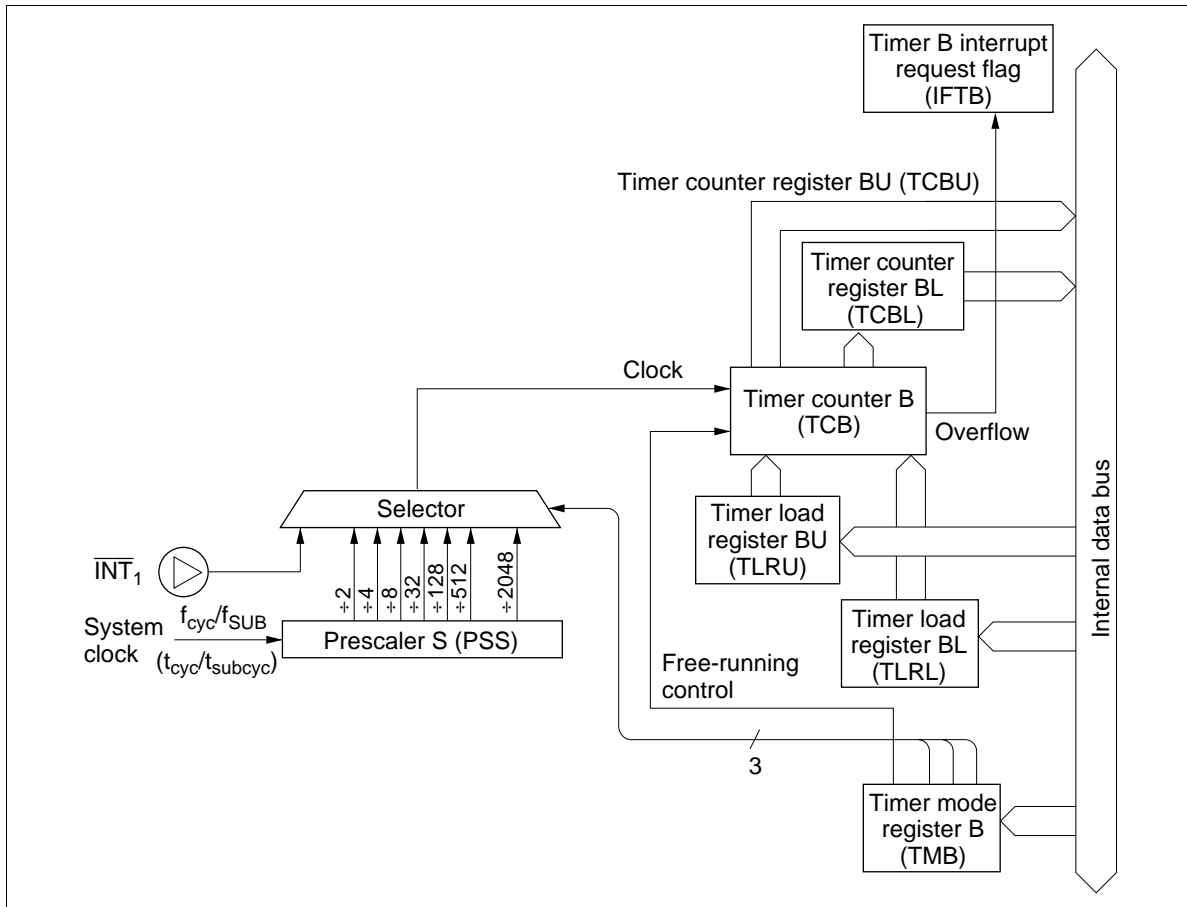 Timer B interrupt
request flag
(IFTB)
Timer counter register BU (TCBU)
Timer counter
register BL
(TCBL)
Clock
Timer counter B
(TCB)
Overflow
Selector
Timer load
register BU
(TLRU)
INT1
÷2
÷4
÷8
÷32
÷128
÷512
÷2048
System
clock
fcyc/fSUB
(tcyc/tsubcyc)
Prescaler S (PSS)
Timer load
register BL
(TLRL)
Free-running
control
3
Timer mode
register B
(TMB)
Internal data bus